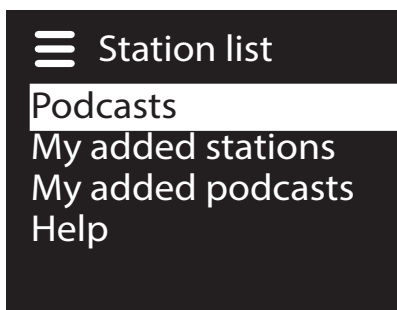 Station list
Podcasts
My added stations
My added podcasts
Help